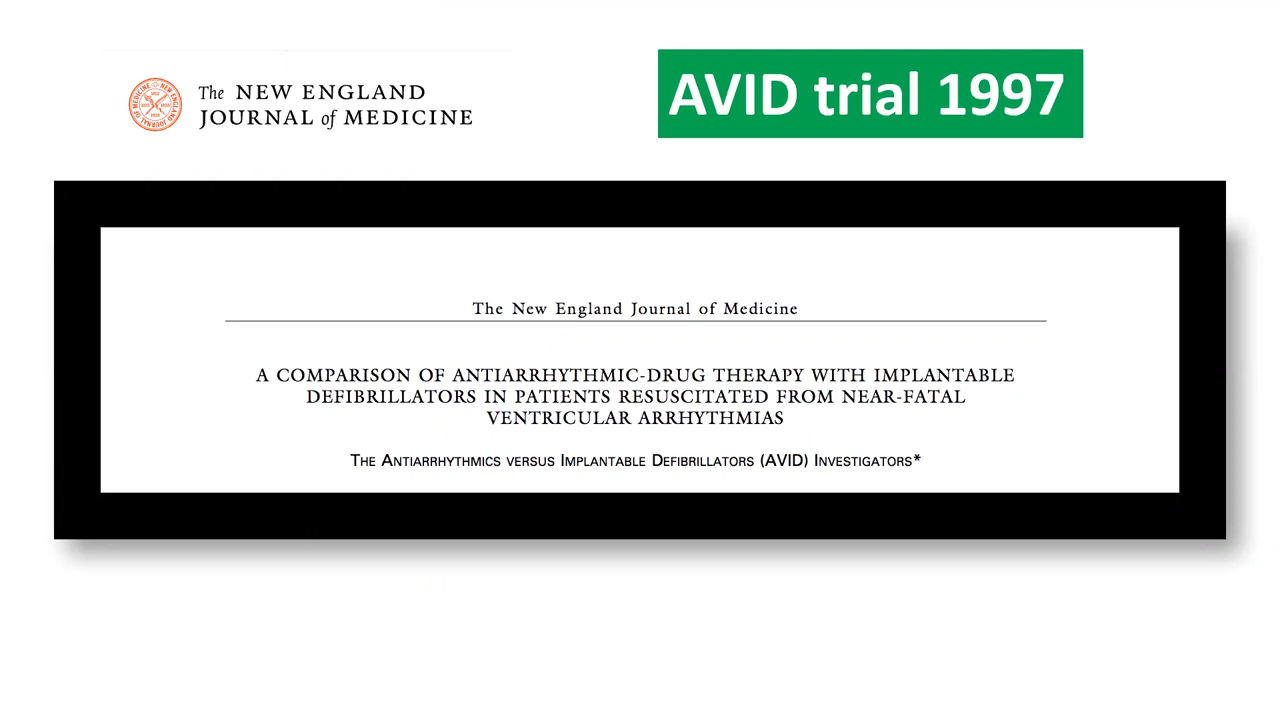 The NEW ENGLAND
JOURNAL of MEDICINE
AVID trial 1997
The New England Journal of Medicine
A COMPARISON OF ANTIARRHYTHMIC-DRUG THERAPY WITH IMPLANTABLE
DEFIBRILLATORS IN PATIENTS RESUSCITATED FROM NEAR-FATAL
VENTRICULAR ARRHYTHMIAS
THE ANTIARRHYTHMICS VERSUS IMPLANTABLE DEFIBRILLATORS (AVID) INVESTIGATORS*